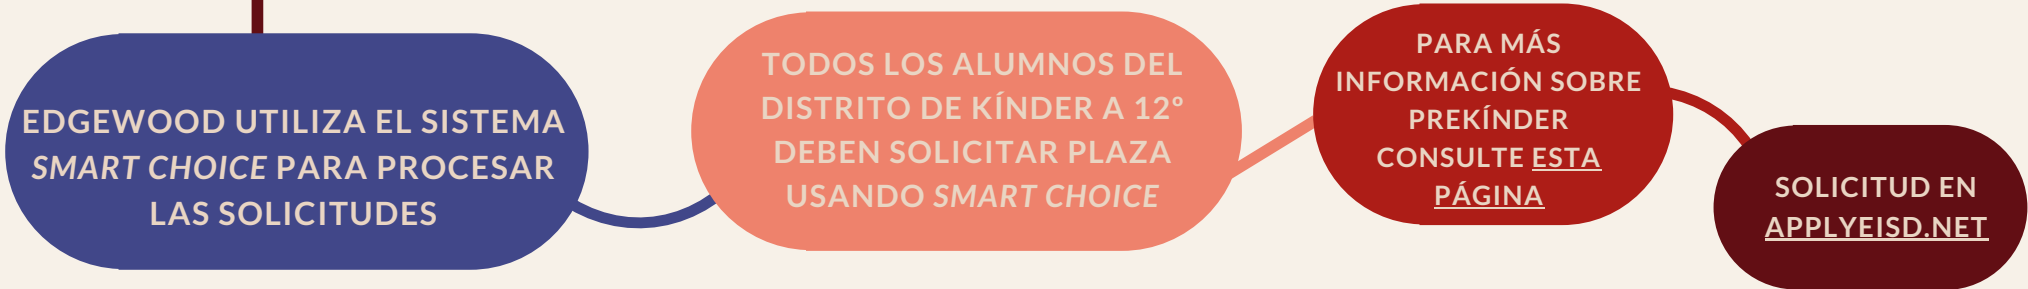 EDGEWOOD UTILIZA EL SISTEMA
SMART CHOICE PARA PROCESAR
LAS SOLICITUDES
TODOS LOS ALUMNOS DEL
DISTRITO DE KÍNDER A 12º
DEBEN SOLICITAR PLAZA
USANDO SMART CHOICE
PARA MÁS
INFORMACIÓN SOBRE
PREKÍNDER
CONSULTE ESTA
PÁGINA
SOLICITUD EN
APPLYEISD.NET